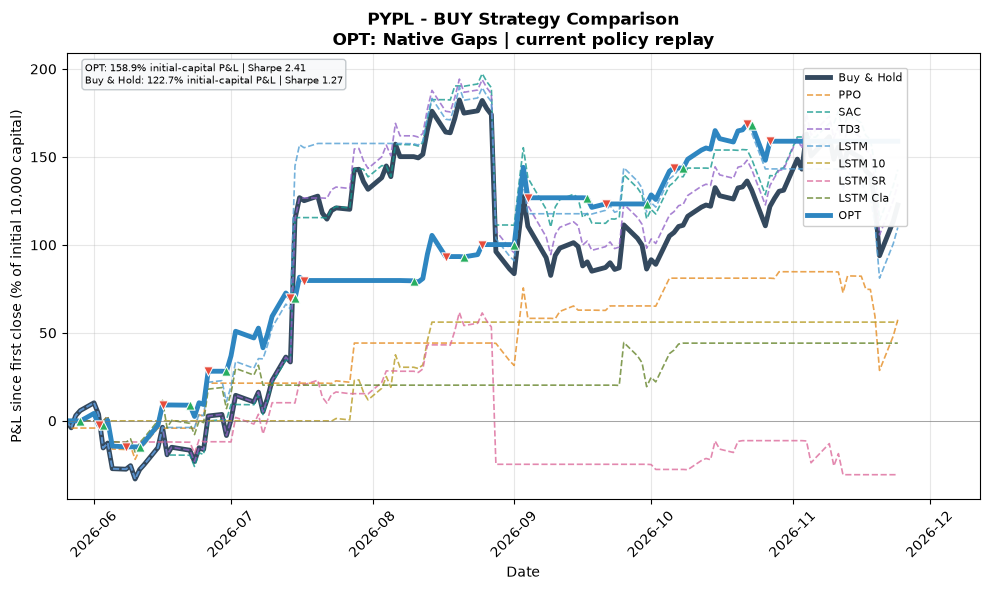 PYPL - BUY Strategy Comparison
OPT: Native Gaps | current policy replay
OPT: 158.9% initial-capital P&L | Sharpe 2.41
Buy & Hold: 122.7% initial-capital P&L | Sharpe 1.27
Buy & Hold
PPO
SAC
TD3
LSTM
LSTM 10
LSTM SR
LSTM Cla
OPT
P&L since first close (% of initial 10,000 capital)
200
150
100
50
0
2026-06
2026-07
2026-08
2026-09
2026-10
2026-11
2026-12
Date